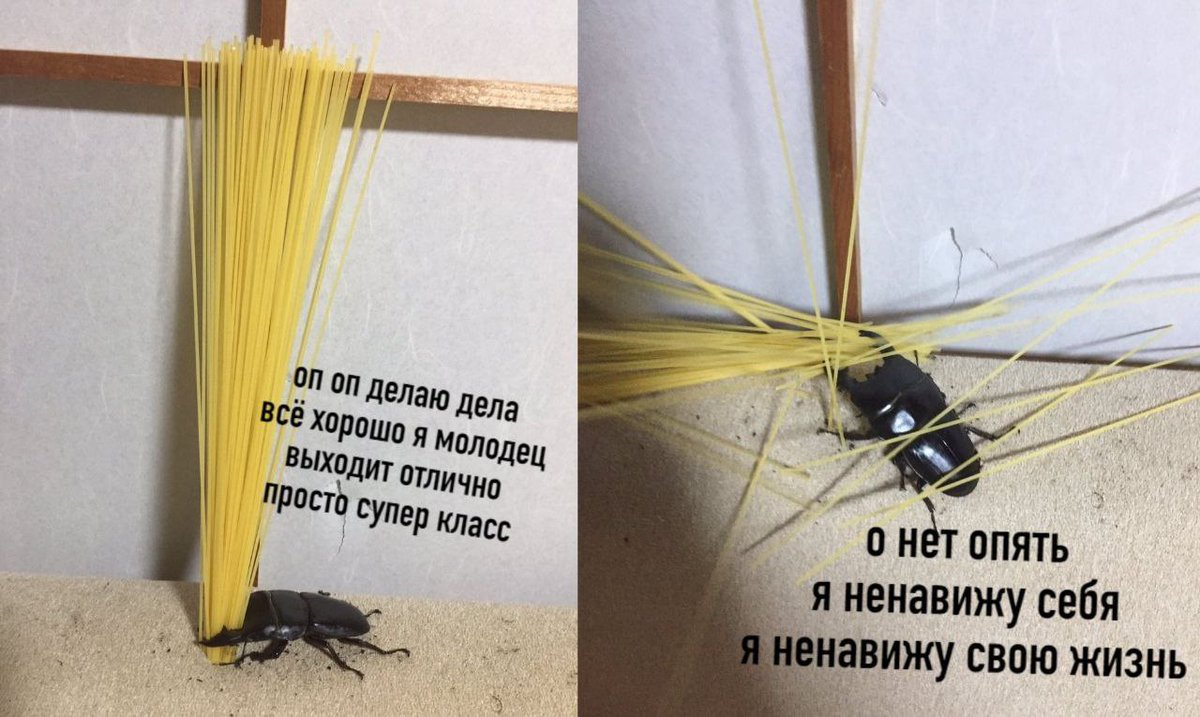 оп оп делаю дела
всё хорошо я молодец
выходит отлично
просто супер класс
о нет опять
я ненавижу себя
я ненавижу свою жизнь